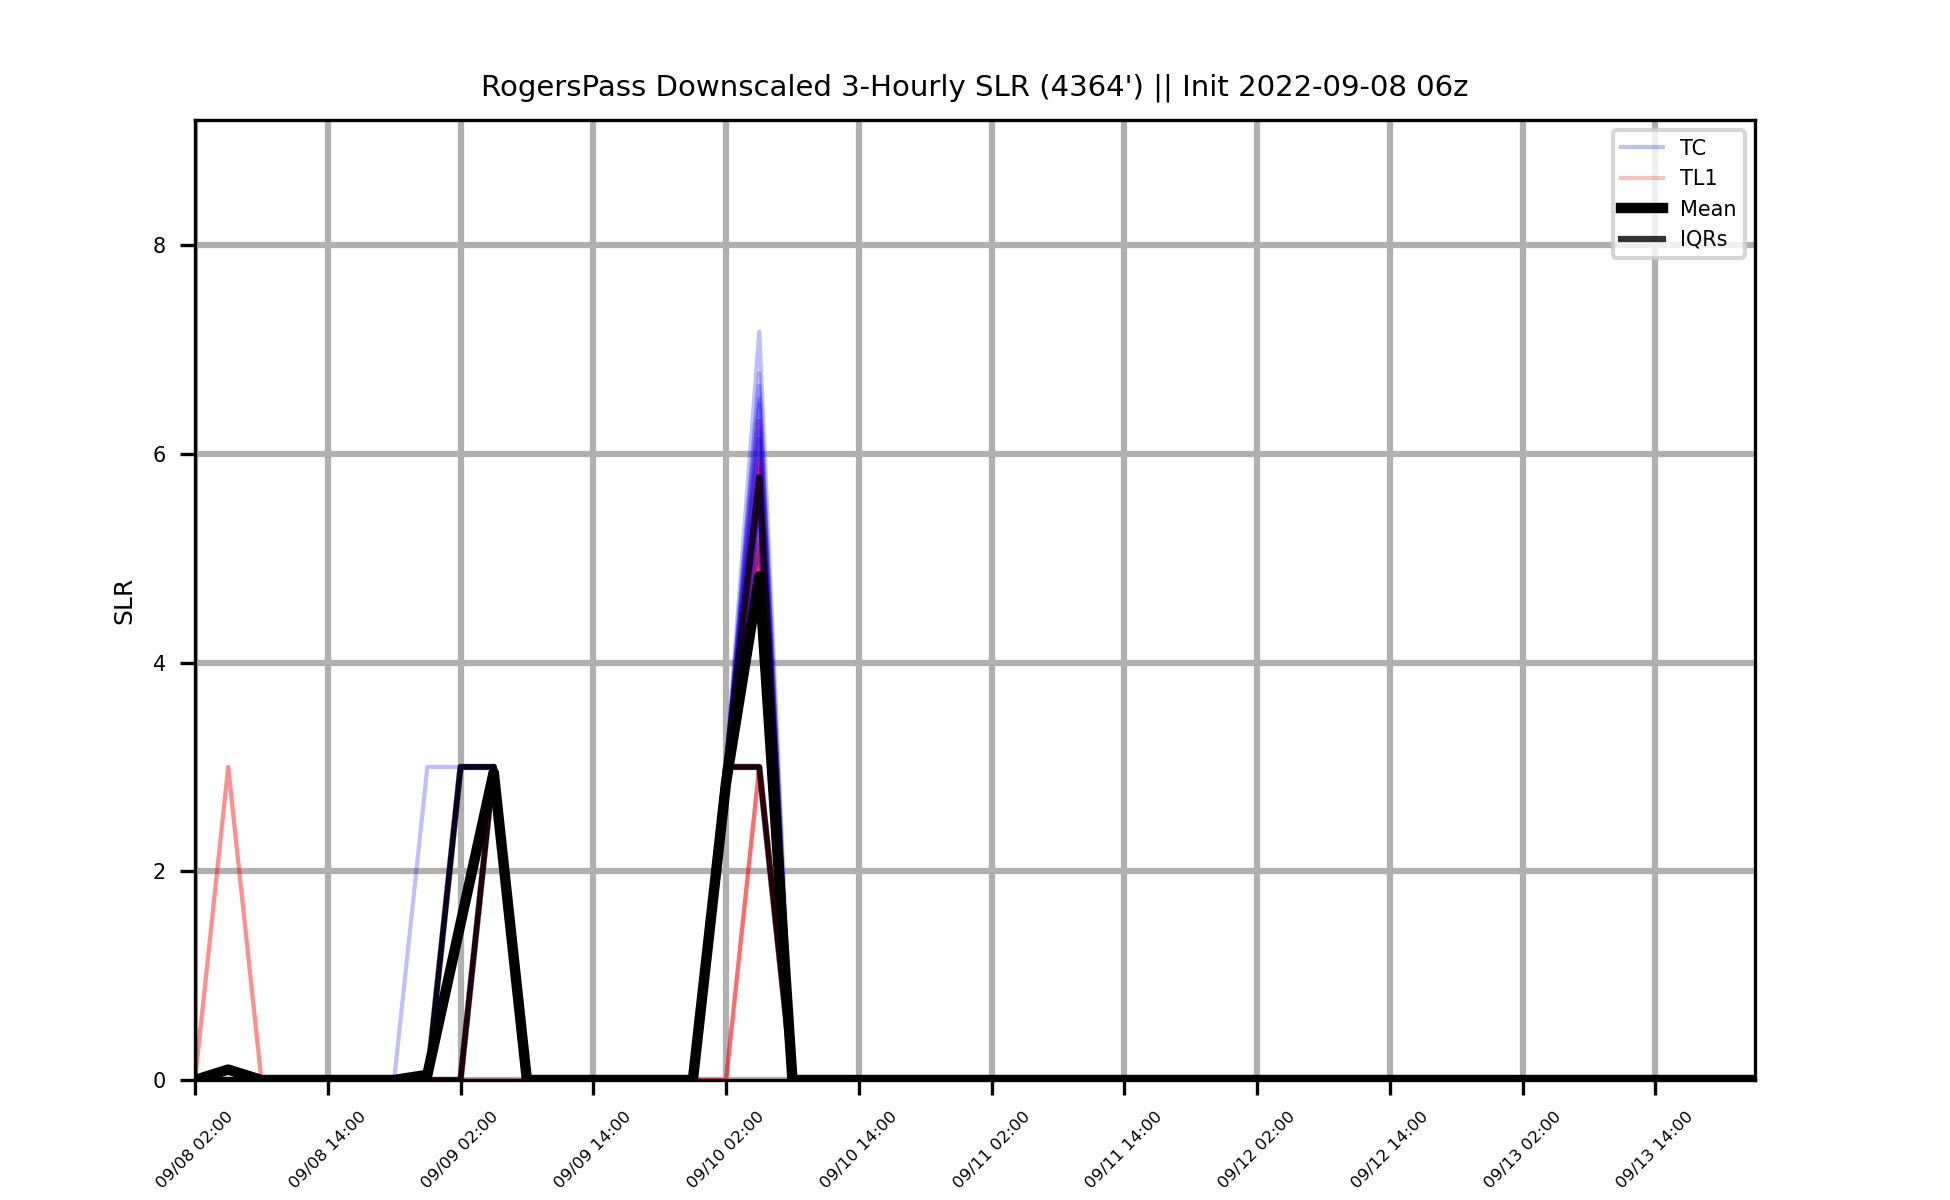 RogersPass Downscaled 3-Hourly SLR (4364') || Init 2022-09-08 06z
TC
TL1
Mean
IQRs
SLR
8
6
4
2
0
09/08 02:00
09/08 14:00
09/09 02:00
09/09 14:00
09/10 02:00
09/10 14:00
09/11 02:00
09/11 14:00
09/12 02:00
09/12 14:00
09/13 02:00
09/13 14:00